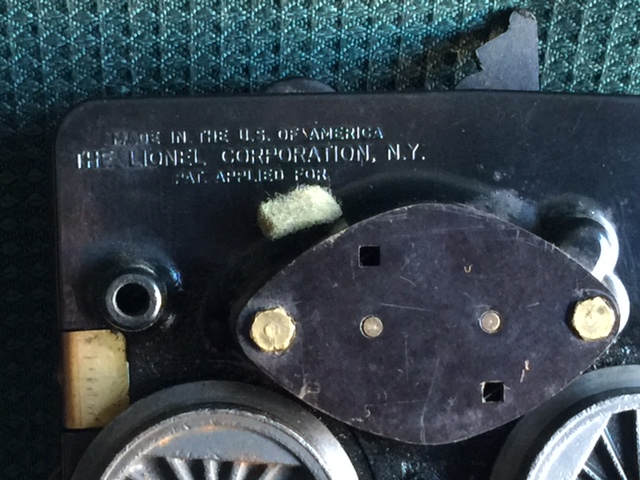 MADE IN THE U.S. OF AMERICA
THE LIONEL CORPORATION, N.Y.
PAT. APPLIED FOR